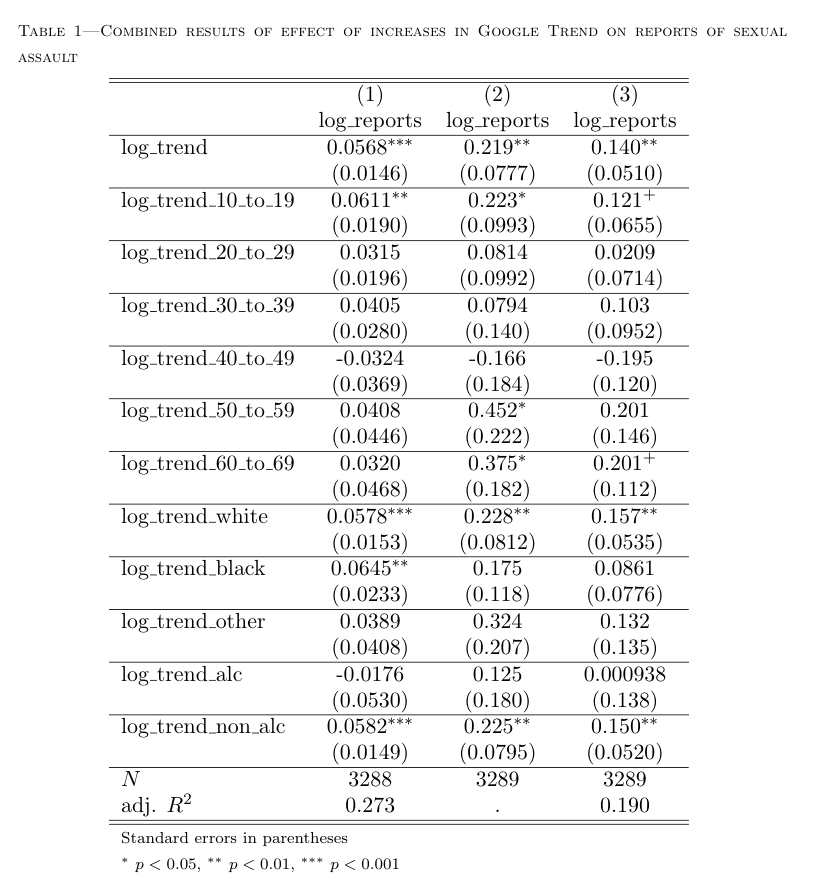 Table 1—Combined results of effect of increases in Google Trend on reports of sexual
assault
(1) (2) (3)
log_reports log_reports log_reports
log_trend 0.0568*** 0.219** 0.140**
(0.0146) (0.0777) (0.0510)
log_trend_10_to_19 0.0611** 0.223* 0.121+
(0.0190) (0.0993) (0.0655)
log_trend_20_to_29 0.0315 0.0814 0.0209
(0.0196) (0.0992) (0.0714)
log_trend_30_to_39 0.0405 0.0794 0.103
(0.0280) (0.140) (0.0952)
log_trend_40_to_49 -0.0324 -0.166 -0.195
(0.0369) (0.184) (0.120)
log_trend_50_to_59 0.0408 0.452* 0.201
(0.0446) (0.222) (0.146)
log_trend_60_to_69 0.0320 0.375* 0.201+
(0.0468) (0.182) (0.112)
log_trend_white 0.0578*** 0.228** 0.157**
(0.0153) (0.0812) (0.0535)
log_trend_black 0.0645** 0.175 0.0861
(0.0233) (0.118) (0.0776)
log_trend_other 0.0389 0.324 0.132
(0.0408) (0.207) (0.135)
log_trend_alc -0.0176 0.125 0.000938
(0.0530) (0.180) (0.138)
log_trend_non_alc 0.0582*** 0.225** 0.150**
(0.0149) (0.0795) (0.0520)
N 3288 3289 3289
adj. R² 0.273 . 0.190
Standard errors in parentheses
* p < 0.05, ** p < 0.01, *** p < 0.001